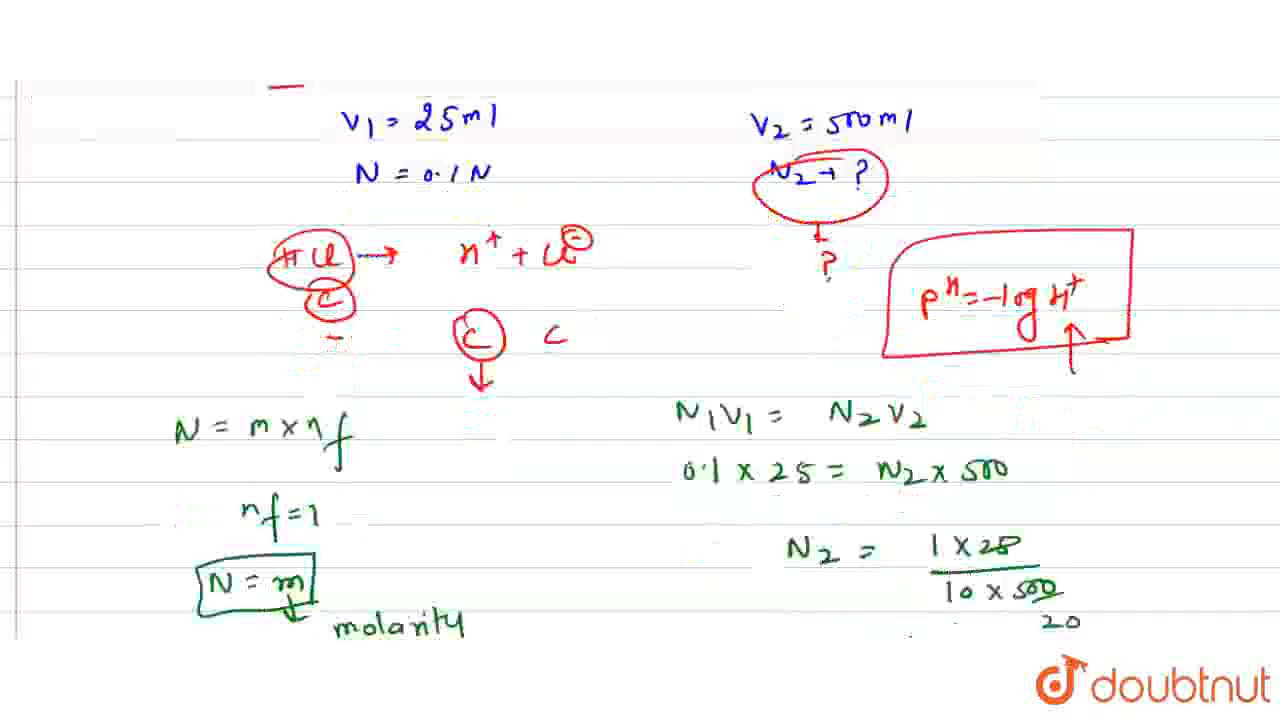 V1 = 25ml
V2 = 500ml
N = 0.1 N
N2 → ?
HCl → H+ + Cl-
?
C
C C
pH = -log H+
N = m × nf
N1V1 = N2V2
0.1 × 25 = N2 × 500
nf = 1
N2 = 1 × 25
10 × 500
20
N = m
molarity
doubtnut